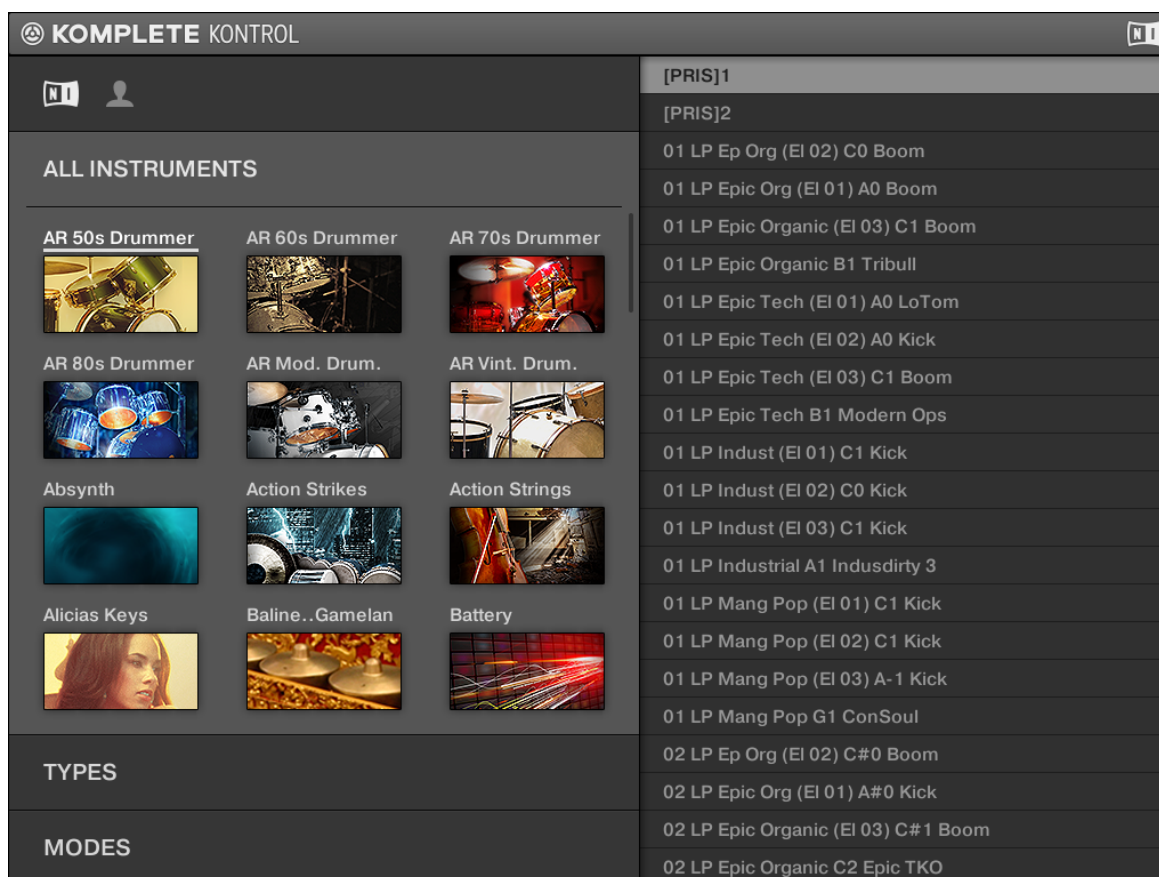 KOMPLETE KONTROL
NI
NI
ALL INSTRUMENTS
AR 50s Drummer
AR 60s Drummer
AR 70s Drummer
AR 80s Drummer
AR Mod. Drum.
AR Vint. Drum.
Absynth
Action Strikes
Action Strings
Alicias Keys
Baline..Gamelan
Battery
TYPES
MODES
[PRIS]1
[PRIS]2
01 LP Ep Org (El 02) C0 Boom
01 LP Epic Org (El 01) A0 Boom
01 LP Epic Organic (El 03) C1 Boom
01 LP Epic Organic B1 Tribull
01 LP Epic Tech (El 01) A0 LoTom
01 LP Epic Tech (El 02) A0 Kick
01 LP Epic Tech (El 03) C1 Boom
01 LP Epic Tech B1 Modern Ops
01 LP Indust (El 01) C1 Kick
01 LP Indust (El 02) C0 Kick
01 LP Indust (El 03) C1 Kick
01 LP Industrial A1 Indusdirty 3
01 LP Mang Pop (El 01) C1 Kick
01 LP Mang Pop (El 02) C1 Kick
01 LP Mang Pop (El 03) A-1 Kick
01 LP Mang Pop G1 ConSoul
02 LP Ep Org (El 02) C#0 Boom
02 LP Epic Org (El 01) A#0 Kick
02 LP Epic Organic (El 03) C#1 Boom
02 LP Epic Organic C2 Epic TKO